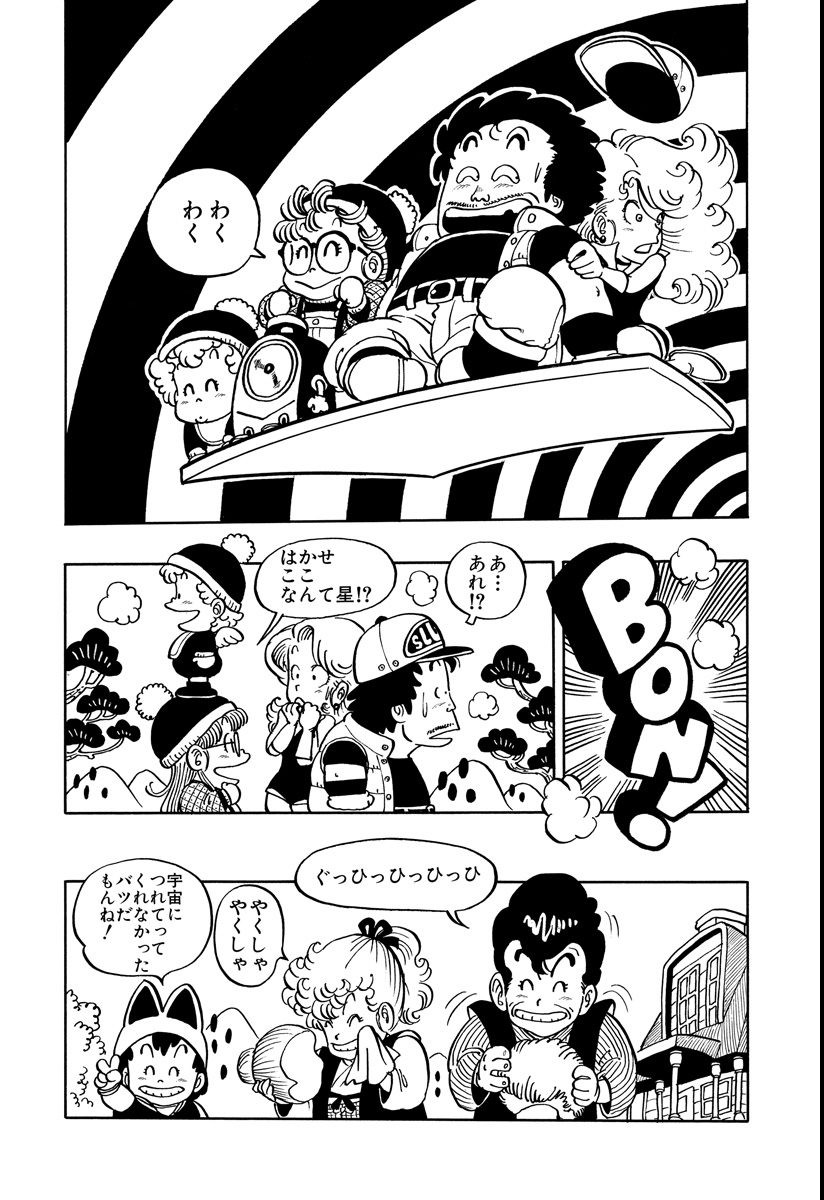 わく
わく
BON!
あ…
あれ!?
はかせ
ここ
なんて星!?
SLL
ぐっひっひっひっひ
やくしゃ
やくしゃ
宇宙に
つれてって
くれなかった
バツだ
もんね!